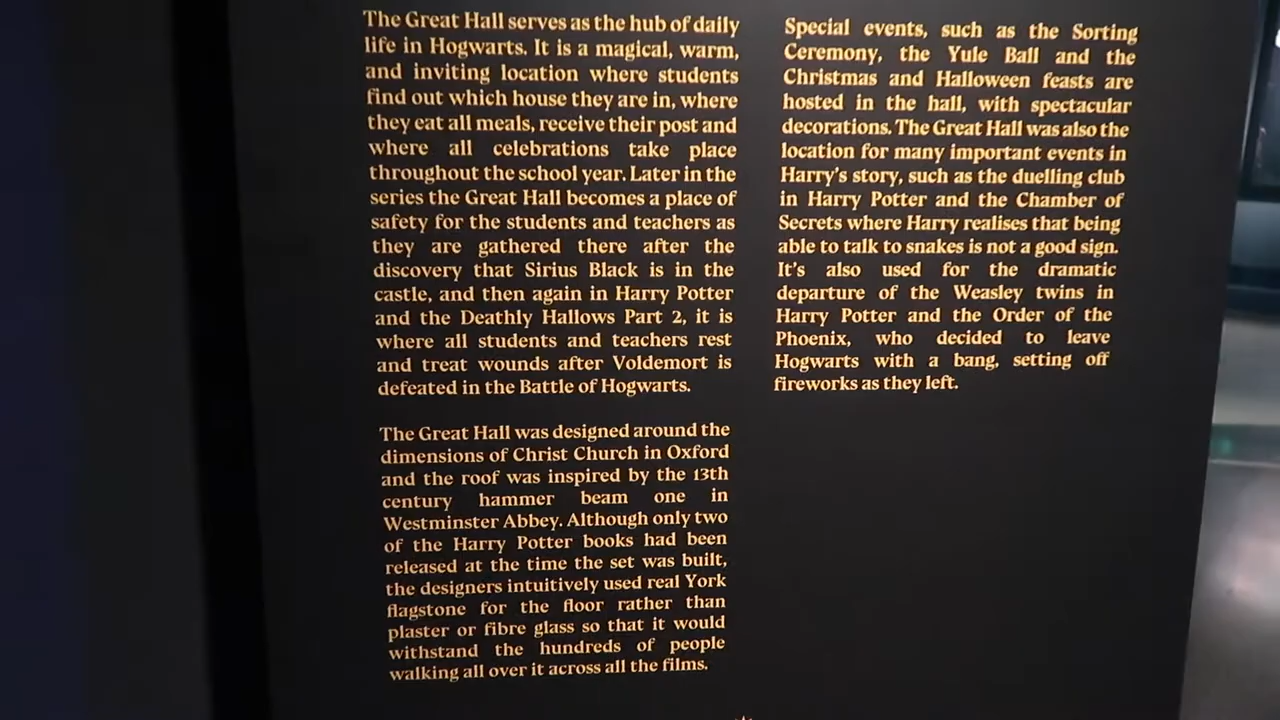 The Great Hall serves as the hub of daily
life in Hogwarts. It is a magical, warm,
and inviting location where students
find out which house they are in, where
they eat all meals, receive their post and
where all celebrations take place
throughout the school year. Later in the
series the Great Hall becomes a place of
safety for the students and teachers as
they are gathered there after the
discovery that Sirius Black is in the
castle, and then again in Harry Potter
and the Deathly Hallows Part 2, it is
where all students and teachers rest
and treat wounds after Voldemort is
defeated in the Battle of Hogwarts.
The Great Hall was designed around the
dimensions of Christ Church in Oxford
and the roof was inspired by the 13th
century hammer beam one in
Westminster Abbey. Although only two
of the Harry Potter books had been
released at the time the set was built,
the designers intuitively used real York
flagstone for the floor rather than
plaster or fibre glass so that it would
withstand the hundreds of people
walking all over it across all the films.
Special events, such as the Sorting
Ceremony, the Yule Ball and the
Christmas and Halloween feasts are
hosted in the hall, with spectacular
decorations. The Great Hall was also the
location for many important events in
Harry's story, such as the duelling club
in Harry Potter and the Chamber of
Secrets where Harry realises that being
able to talk to snakes is not a good sign.
It's also used for the dramatic
departure of the Weasley twins in
Harry Potter and the Order of the
Phoenix, who decided to leave
Hogwarts with a bang, setting off
fireworks as they left.